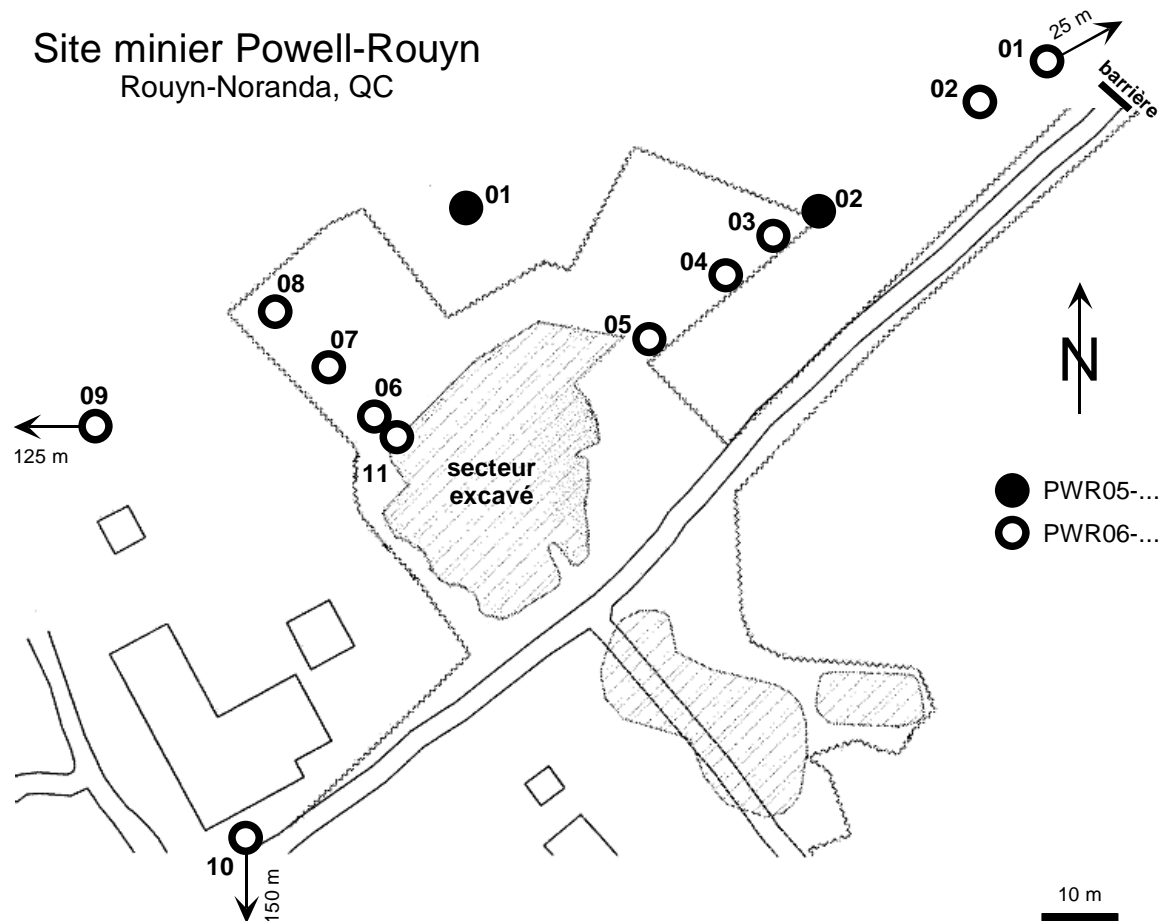 Site minier Powell-Rouyn
Rouyn-Noranda, QC
25 m
01
barrière
02
01
02
03
04
08
05
07
N
09
06
125 m
11
secteur
excavé
PWR05-...
PWR06-...
10
150 m
10 m